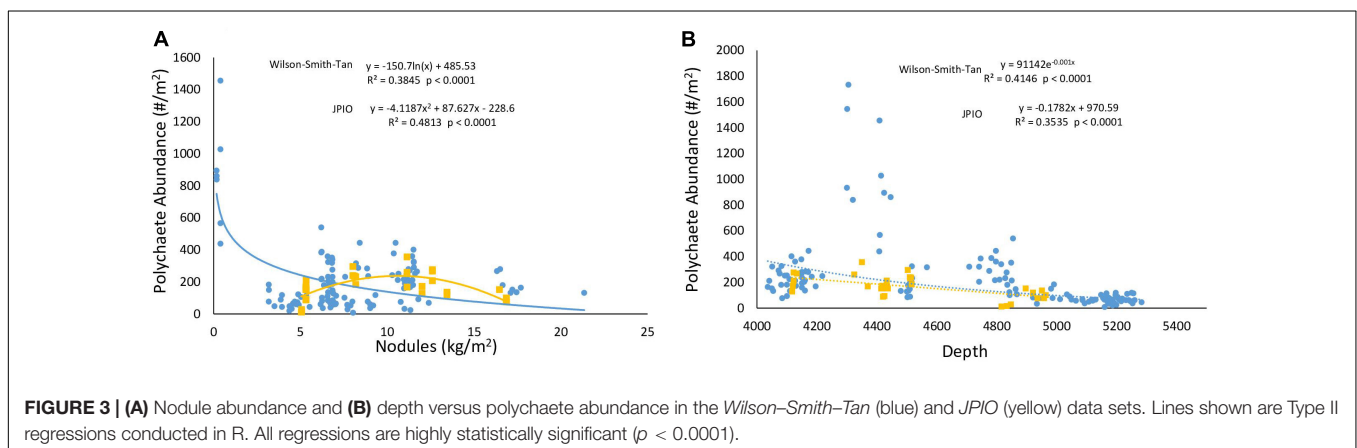 A
Polychaete Abundance (#/m²)
1600
1400
1200
1000
800
600
400
200
0
Wilson-Smith-Tan y = -150.7ln(x) + 485.53
R² = 0.3845 p < 0.0001
JPIO y = -4.1187x² + 87.627x - 228.6
R² = 0.4813 p < 0.0001
0 5 10 15 20 25
Nodules (kg/m²)
B
Polychaete Abundance (#/m²)
2000
1800
1600
1400
1200
1000
800
600
400
200
0
Wilson-Smith-Tan y = 91142e^-0.001x
R² = 0.4146 p < 0.0001
JPIO y = -0.1782x + 970.59
R² = 0.3535 p < 0.0001
4000 4200 4400 4600 4800 5000 5200 5400
Depth
FIGURE 3 | (A) Nodule abundance and (B) depth versus polychaete abundance in the Wilson–Smith–Tan (blue) and JPIO (yellow) data sets. Lines shown are Type II
regressions conducted in R. All regressions are highly statistically significant (p < 0.0001).